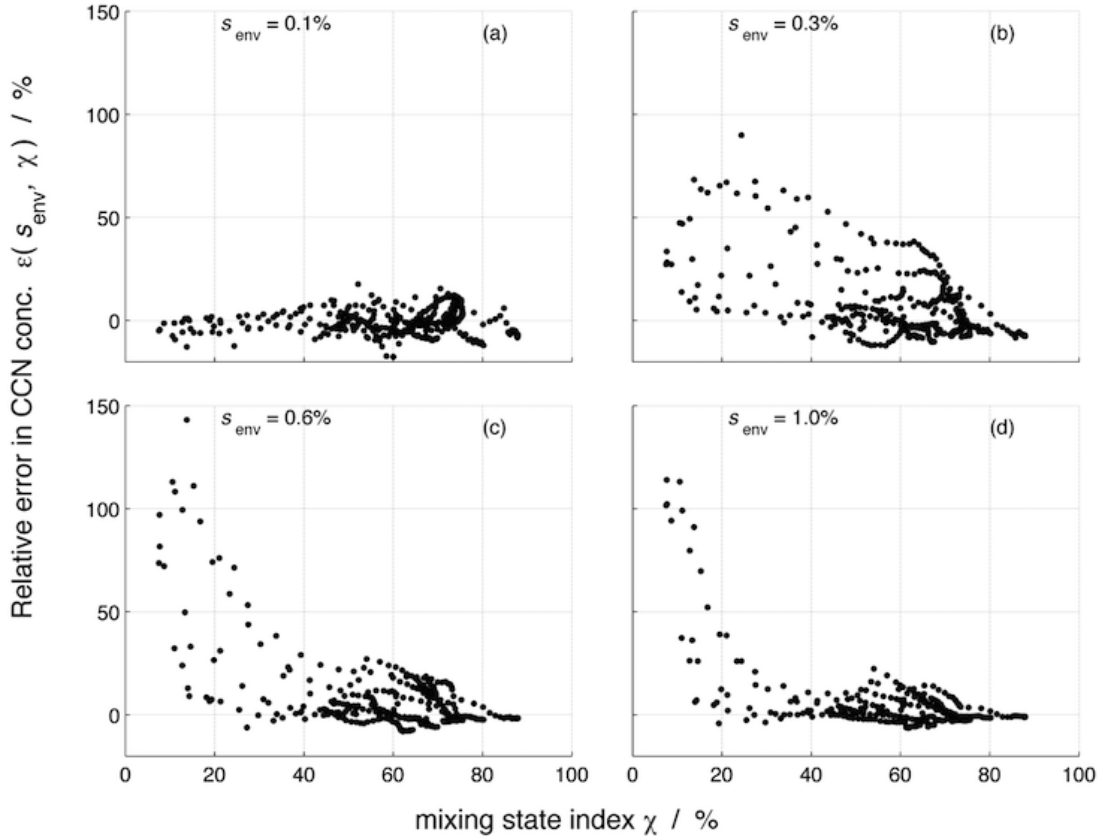 Relative error in CCN conc. ε( s env, χ) / %
s env = 0.1%
(a)
s env = 0.3%
(b)
150
100
50
0
s env = 0.6%
(c)
s env = 1.0%
(d)
150
100
50
0
0 20 40 60 80 100
0 20 40 60 80 100
mixing state index χ / %